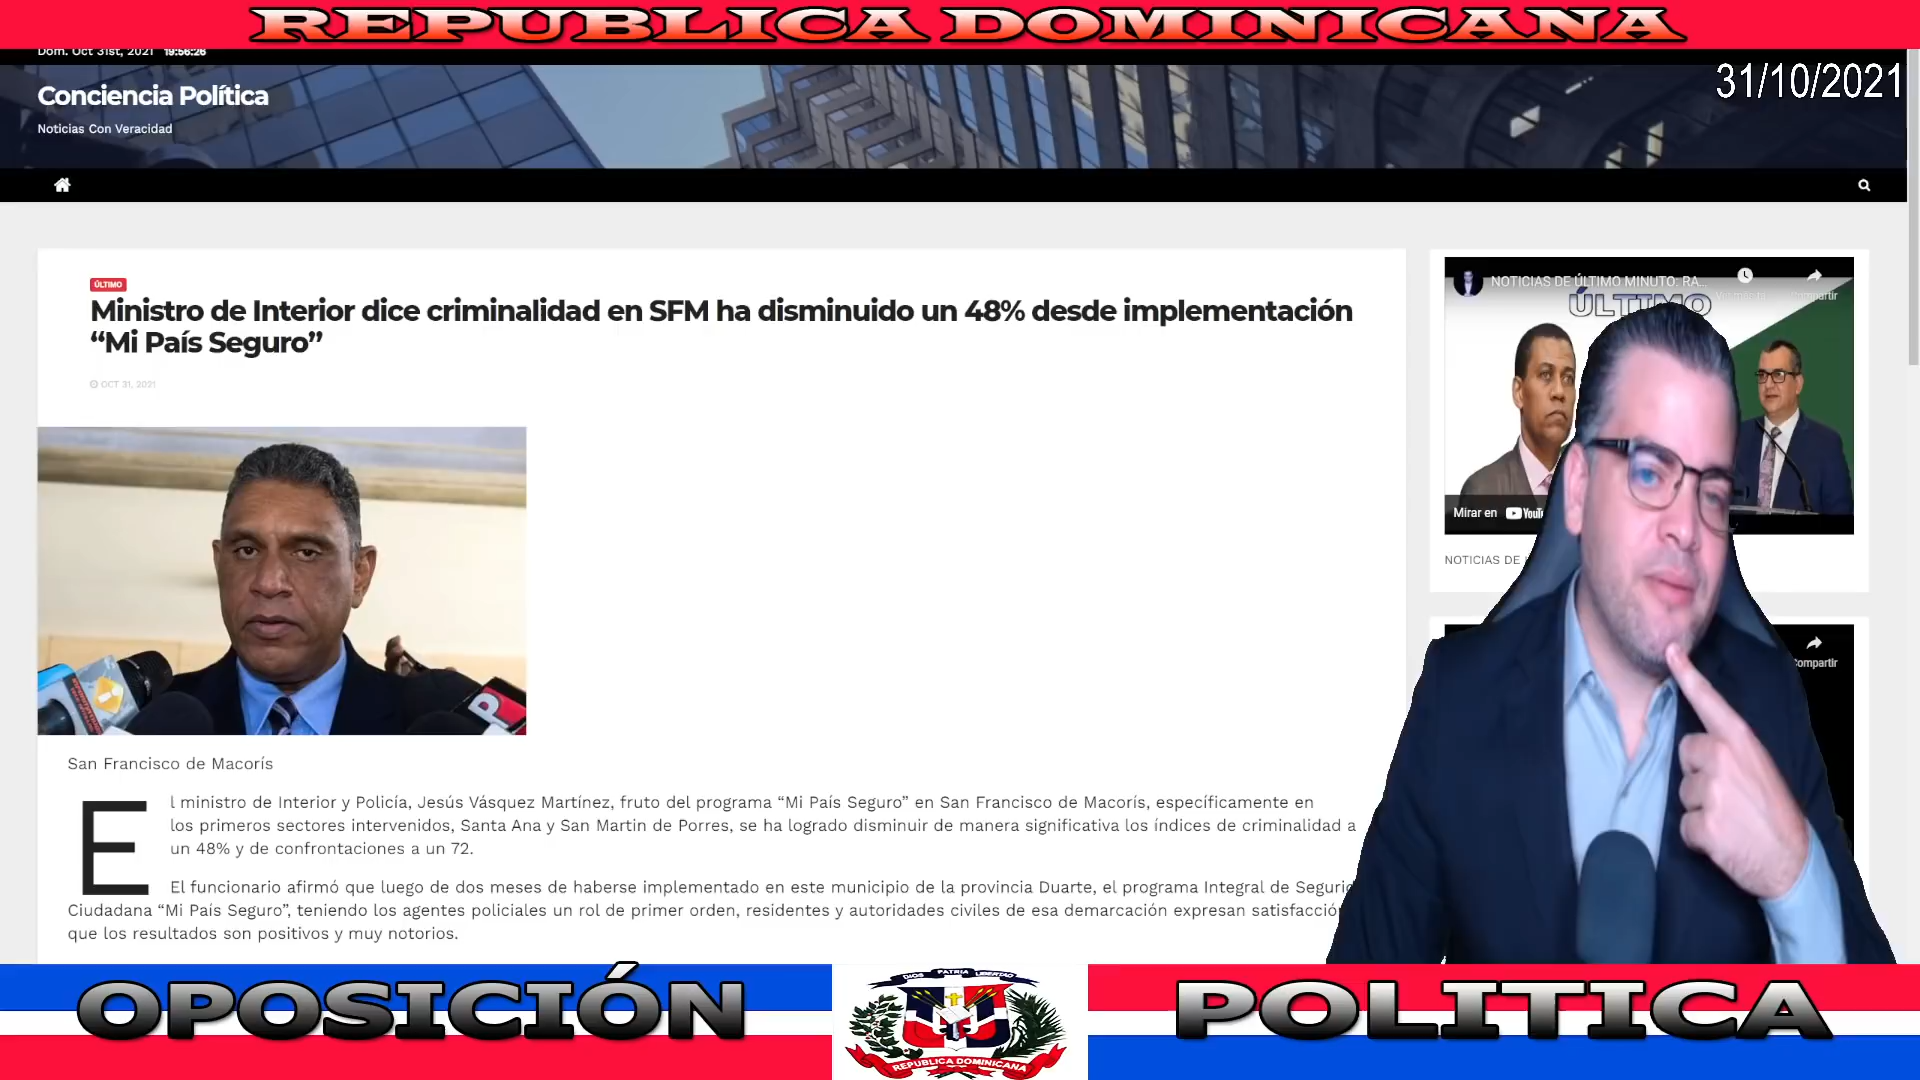 REPUBLICA DOMINICANA
Dom. Oct 31st, 2021 19:56:26
31/10/2021
Conciencia Política
Noticias Con Veracidad
ÚLTIMO
Ministro de Interior dice criminalidad en SFM ha disminuido un 48% desde implementación
“Mi País Seguro”
OCT 31, 2021
NOTICIAS DE ÚLTIMO MINUTO: RA...
ÚLTIMO
Mirar en YouTu
NOTICIAS DE
Compartir
San Francisco de Macorís
El ministro de Interior y Policía, Jesús Vásquez Martínez, fruto del programa “Mi País Seguro” en San Francisco de Macorís, específicamente en
los primeros sectores intervenidos, Santa Ana y San Martin de Porres, se ha logrado disminuir de manera significativa los índices de criminalidad a
un 48% y de confrontaciones a un 72.
El funcionario afirmó que luego de dos meses de haberse implementado en este municipio de la provincia Duarte, el programa Integral de Segurid
Ciudadana “Mi País Seguro”, teniendo los agentes policiales un rol de primer orden, residentes y autoridades civiles de esa demarcación expresan satisfacción
que los resultados son positivos y muy notorios.
OPOSICIÓN
DIOS PATRIA LIBERTAD
REPUBLICA DOMINICANA
POLITICA